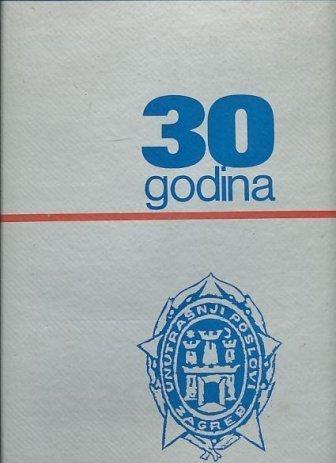 30
godina
UNUTRAŠNJI POSLOVI
ZAGREB